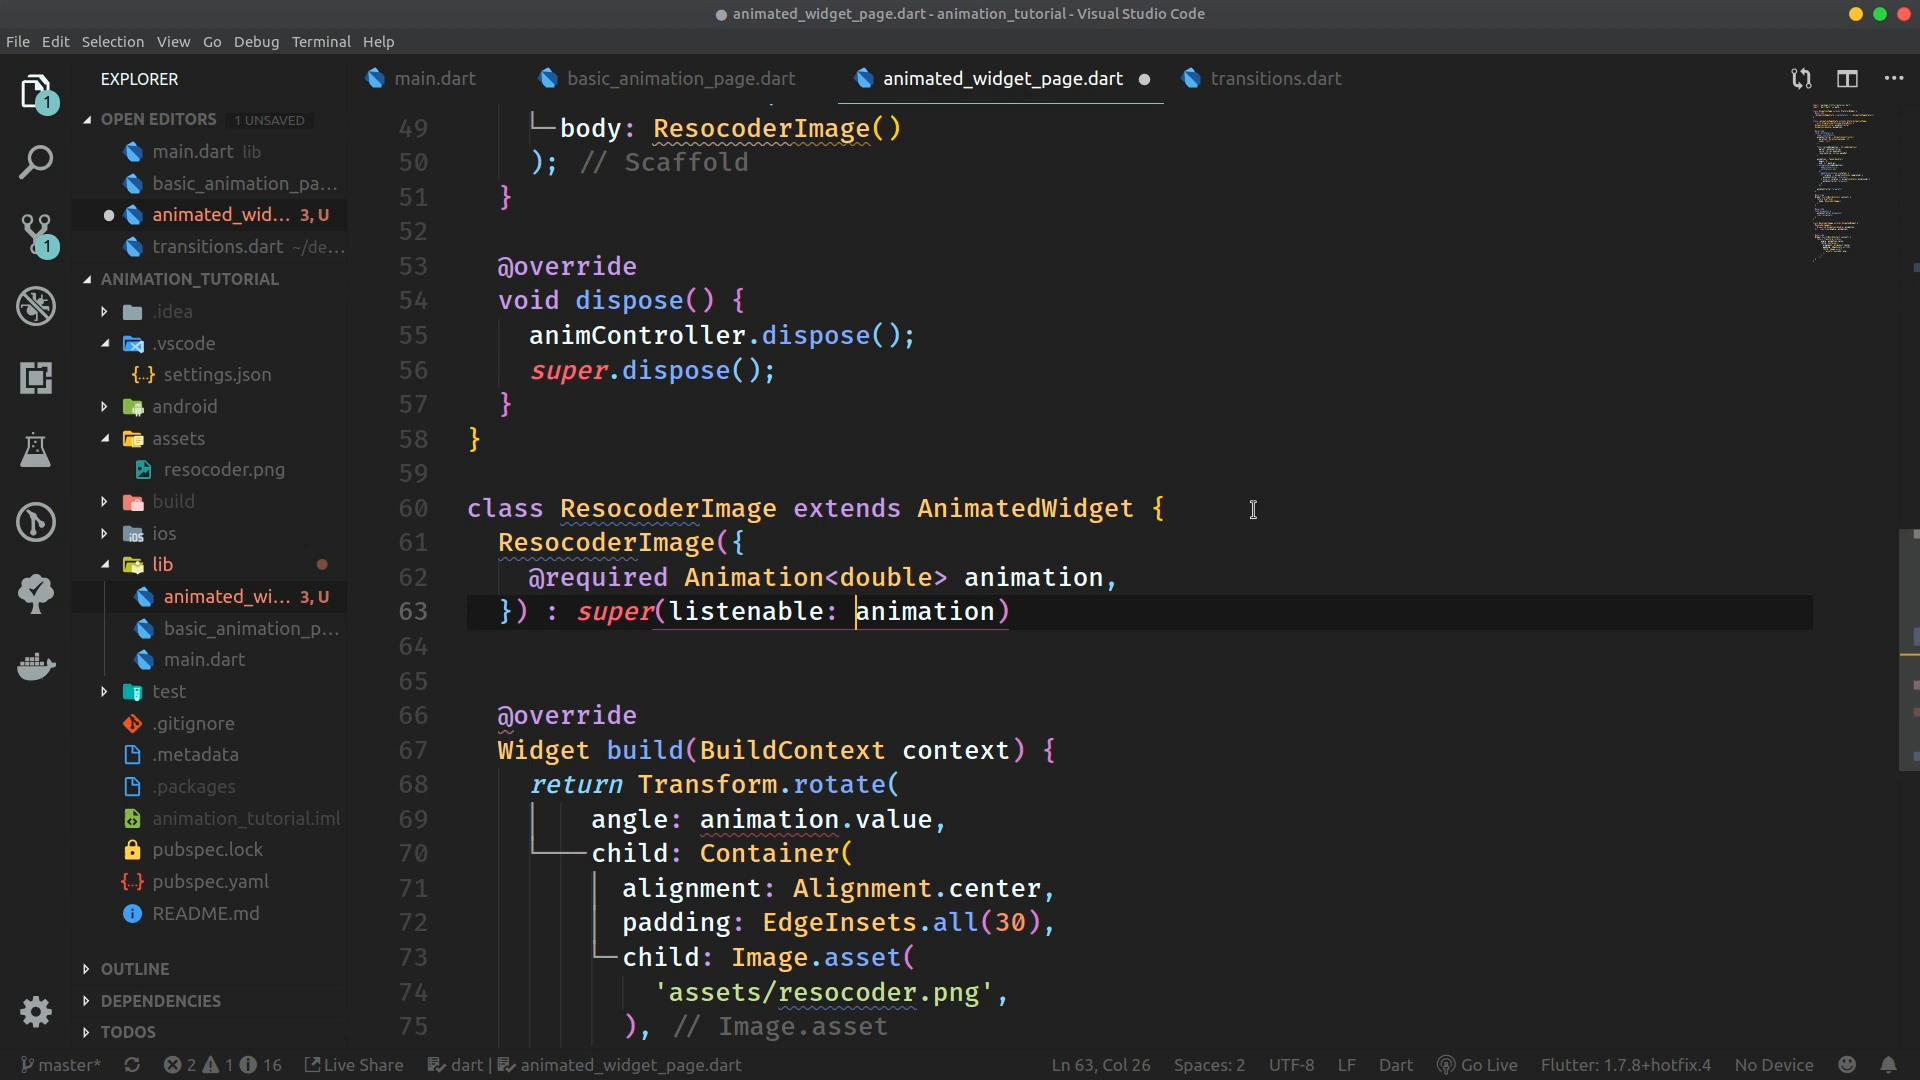 ● animated_widget_page.dart - animation_tutorial - Visual Studio Code
File Edit Selection View Go Debug Terminal Help
EXPLORER
OPEN EDITORS 1 UNSAVED
main.dart lib
basic_animation_pa...
animated_wid... 3, U
transitions.dart ~/de...
ANIMATION_TUTORIAL
.idea
.vscode
{..} settings.json
android
assets
resocoder.png
build
ios
lib
animated_wi... 3, U
basic_animation_p...
main.dart
test
.gitignore
.metadata
.packages
animation_tutorial.iml
pubspec.lock
pubspec.yaml
README.md
OUTLINE
DEPENDENCIES
TODOS
1
1
main.dart basic_animation_page.dart animated_widget_page.dart ● transitions.dart
49 body: ResocoderImage()
50 ); // Scaffold
51 }
52
53 @override
54 void dispose() {
55 animController.dispose();
56 super.dispose();
57 }
58 }
59
60 class ResocoderImage extends AnimatedWidget {
61 ResocoderImage({
62 @required Animation<double> animation,
63 }) : super(listenable: animation)
64
65
66 @override
67 Widget build(BuildContext context) {
68 return Transform.rotate(
69 angle: animation.value,
70 child: Container(
71 alignment: Alignment.center,
72 padding: EdgeInsets.all(30),
73 child: Image.asset(
74 'assets/resocoder.png',
75 ), // Image.asset
master* 2 1 16 Live Share dart | animated_widget_page.dart Ln 63, Col 26 Spaces: 2 UTF-8 LF Dart Go Live Flutter: 1.7.8+hotfix.4 No Device